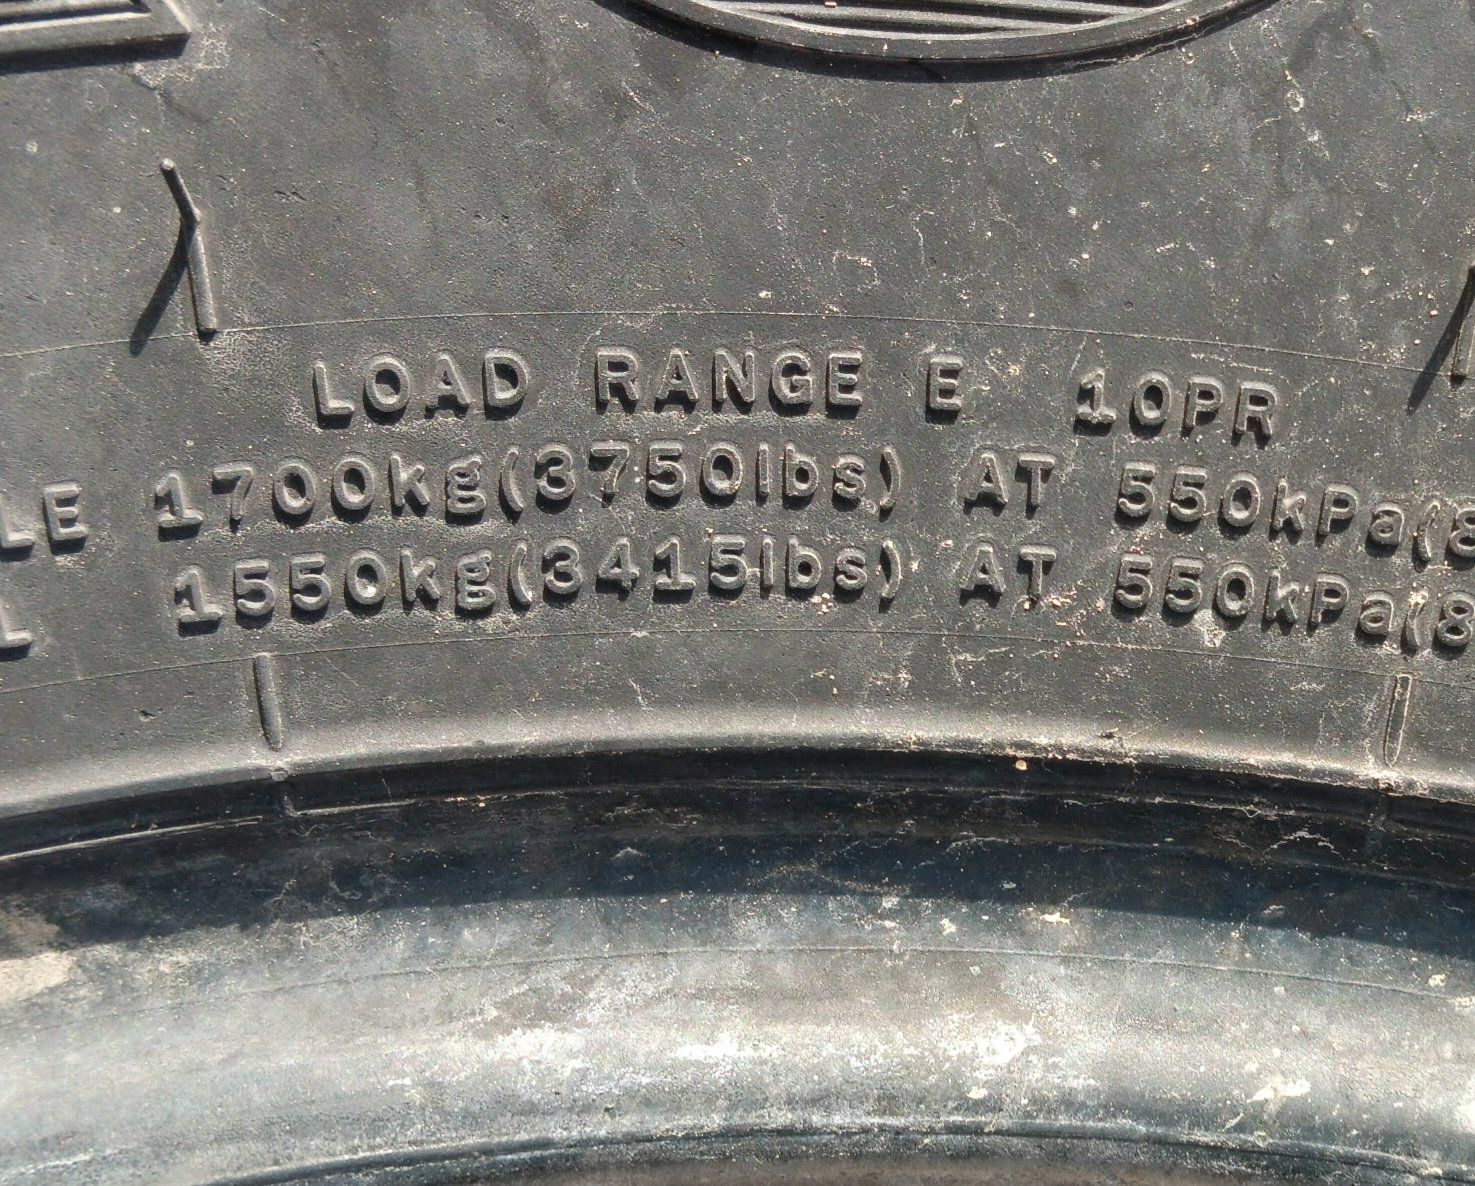 LOAD RANGE E 10PR
LE 1700kg(3750lbs) AT 550kPa(8
1550kg(3415lbs) AT 550kPa(8